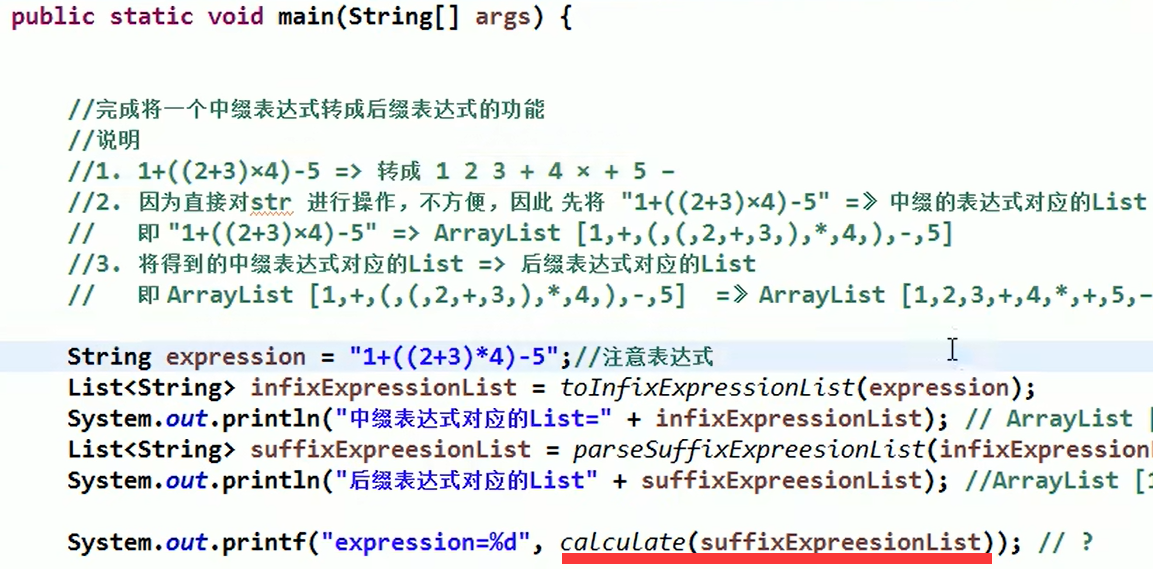 public static void main(String[] args) {
//完成将一个中缀表达式转成后缀表达式的功能
//说明
//1. 1+((2+3)×4)-5 => 转成 1 2 3 + 4 × + 5 –
//2. 因为直接对str 进行操作，不方便，因此 先将 "1+((2+3)×4)-5" =》 中缀的表达式对应的List
// 即 "1+((2+3)×4)-5" => ArrayList [1,+,(,(,2,+,3,),*,4,),-,5]
//3. 将得到的中缀表达式对应的List => 后缀表达式对应的List
// 即 ArrayList [1,+,(,(,2,+,3,),*,4,),-,5] =》 ArrayList [1,2,3,+,4,*,+,5,–
String expression = "1+((2+3)*4)-5";//注意表达式
List<String> infixExpressionList = toInfixExpressionList(expression);
System.out.println("中缀表达式对应的List=" + infixExpressionList); // ArrayList [
List<String> suffixExpreesionList = parseSuffixExpreesionList(infixExpression
System.out.println("后缀表达式对应的List" + suffixExpreesionList); //ArrayList [1
System.out.printf("expression=%d", calculate(suffixExpreesionList)); // ?